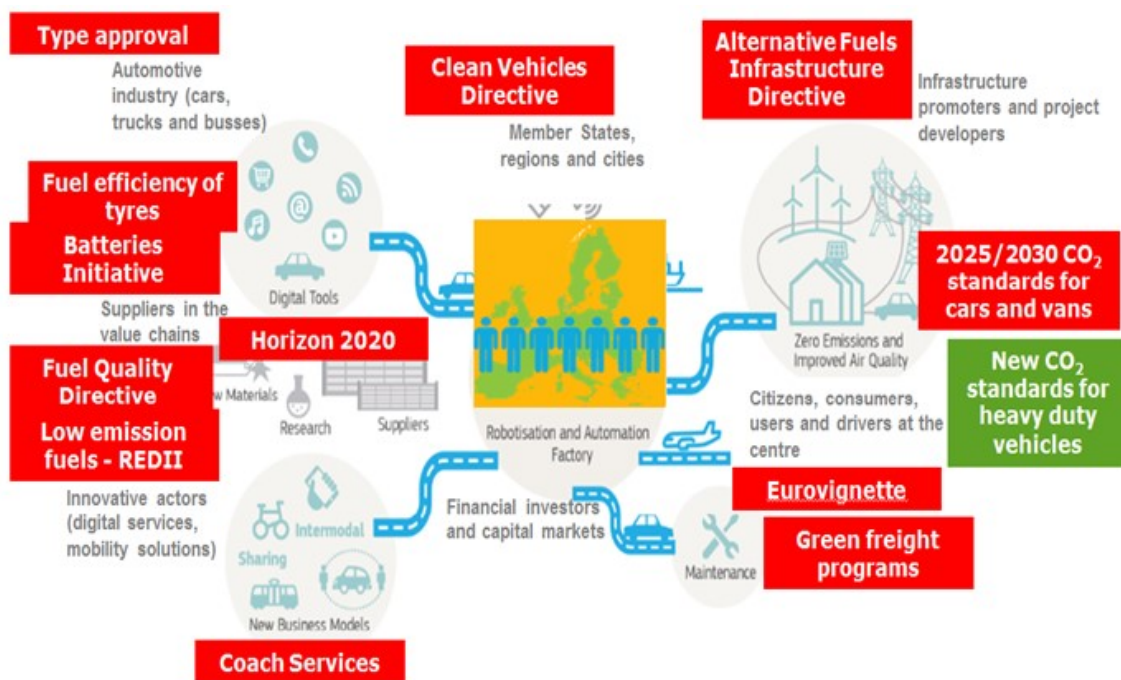 Type approval
Automotive
industry (cars,
trucks and busses)
Clean Vehicles
Directive
Member States,
regions and cities
Alternative Fuels
Infrastructure
Directive
Infrastructure
promoters and project
developers
Fuel efficiency of
tyres
Batteries
Initiative
@
Digital Tools
Suppliers in the
value chains
Horizon 2020
2025/2030 CO₂
standards for
cars and vans
Zero Emissions and
Improved Air Quality
New CO₂
standards for
heavy duty
vehicles
Fuel Quality
Directive
Materials
Research
Suppliers
Low emission
fuels - REDII
Robotisation and Automation
Factory
Citizens, consumers,
users and drivers at the
centre
Innovative actors
(digital services,
mobility solutions)
Intermodal
Sharing
New Business Models
Financial investors
and capital markets
Eurovignette
Maintenance
Green freight
programs
Coach Services